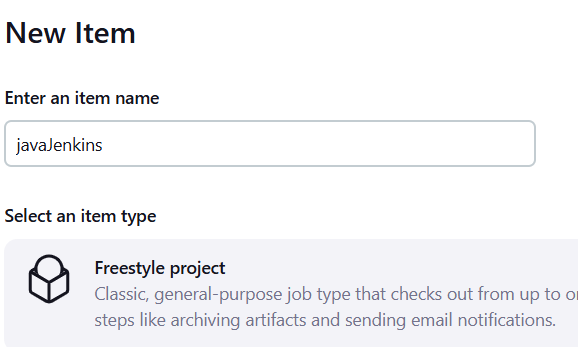 New Item
Enter an item name
javaJenkins
Select an item type
Freestyle project
Classic, general-purpose job type that checks out from up to
steps like archiving artifacts and sending email notifications.